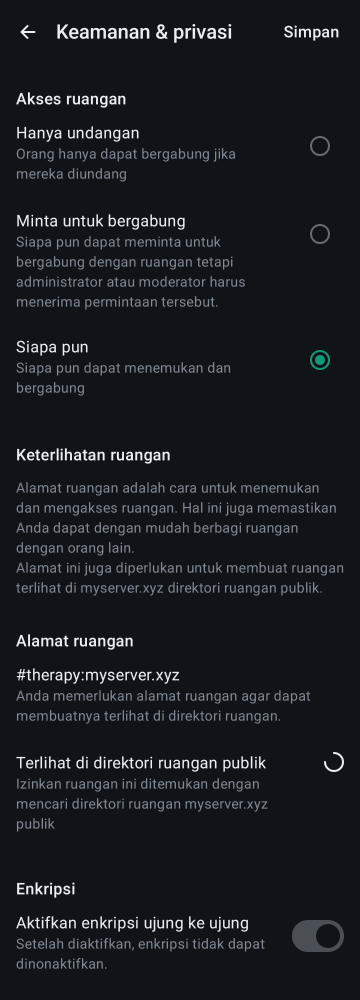 Keamanan & privasi
Simpan
Akses ruangan
Hanya undangan
Orang hanya dapat bergabung jika
mereka diundang
Minta untuk bergabung
Siapa pun dapat meminta untuk
bergabung dengan ruangan tetapi
administrator atau moderator harus
menerima permintaan tersebut.
Siapa pun
Siapa pun dapat menemukan dan
bergabung
Keterlihatan ruangan
Alamat ruangan adalah cara untuk menemukan
dan mengakses ruangan. Hal ini juga memastikan
Anda dapat dengan mudah berbagi ruangan
dengan orang lain.
Alamat ini juga diperlukan untuk membuat ruangan
terlihat di myserver.xyz direktori ruangan publik.
Alamat ruangan
#therapy:myserver.xyz
Anda memerlukan alamat ruangan agar dapat
membuatnya terlihat di direktori ruangan.
Terlihat di direktori ruangan publik
Izinkan ruangan ini ditemukan dengan
mencari direktori ruangan myserver.xyz
publik
Enkripsi
Aktifkan enkripsi ujung ke ujung
Setelah diaktifkan, enkripsi tidak dapat
dinonaktifkan.